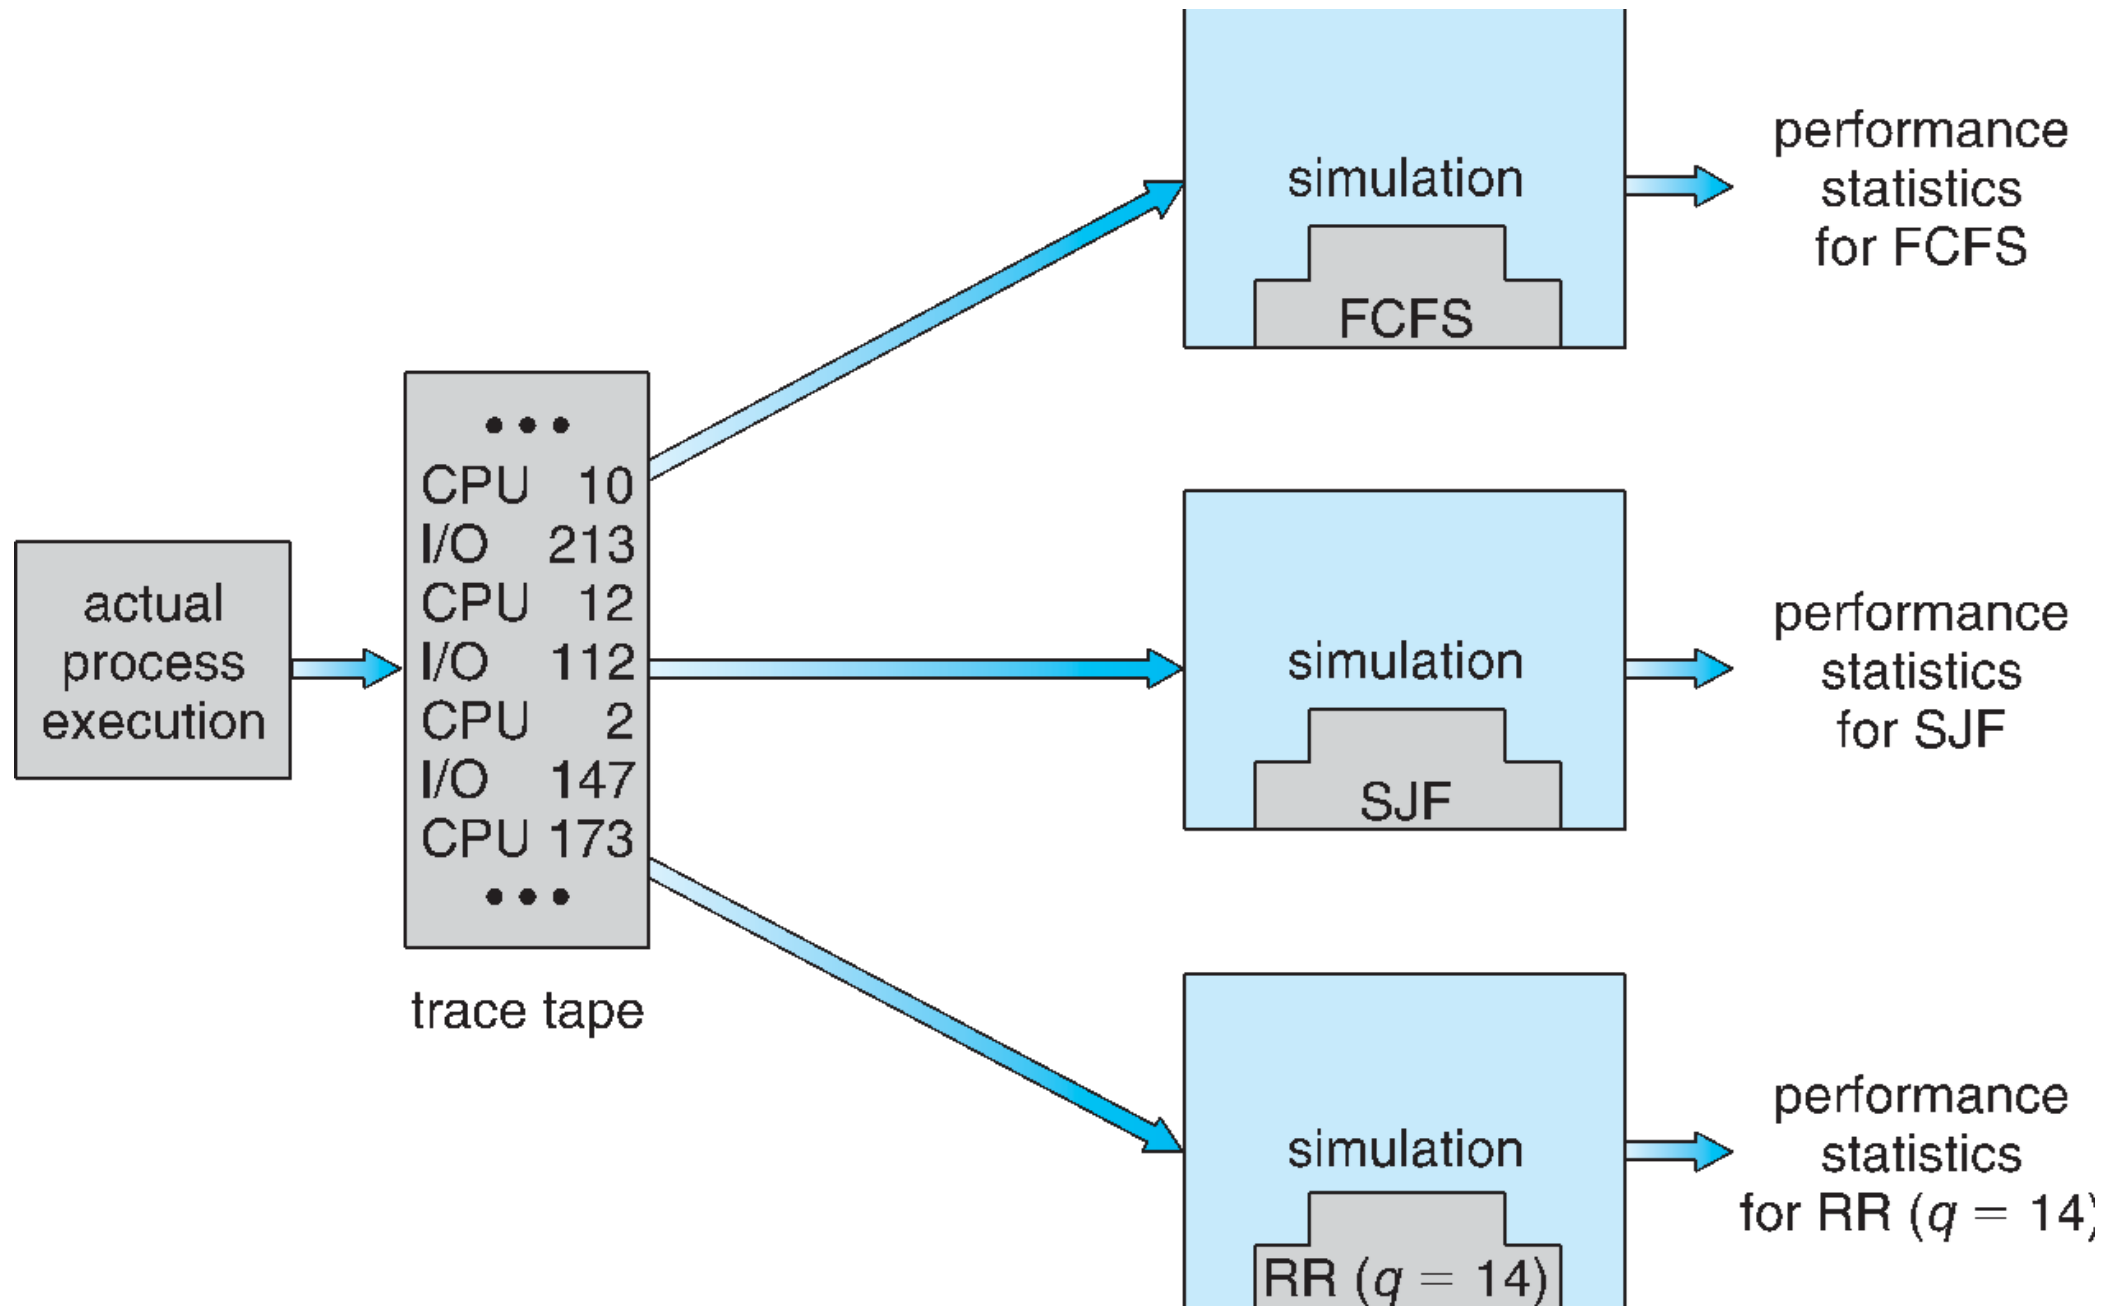 actual
process
execution
• • •
CPU 10
I/O 213
CPU 12
I/O 112
CPU 2
I/O 147
CPU 173
• • •
trace tape
simulation
FCFS
performance
statistics
for FCFS
simulation
SJF
performance
statistics
for SJF
simulation
RR (q = 14)
performance
statistics
for RR (q = 14)